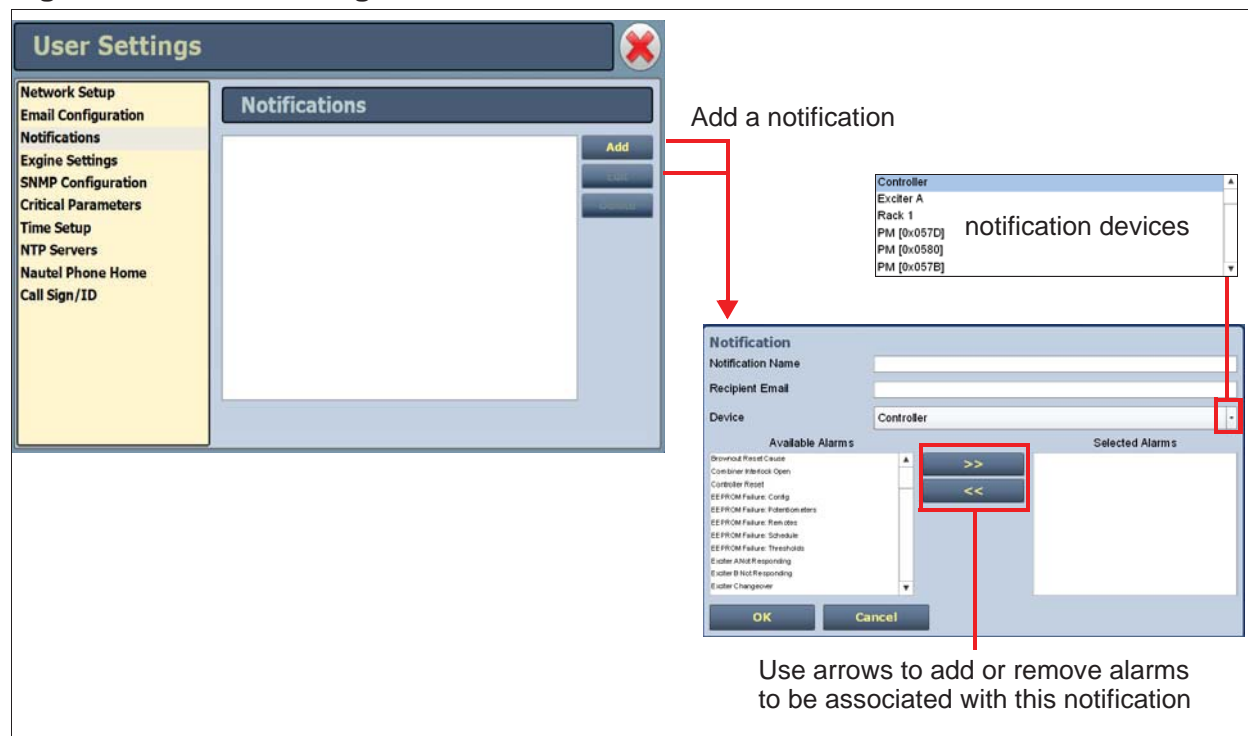 User Settings
Network Setup
Email Configuration
Notifications
Exgine Settings
SNMP Configuration
Critical Parameters
Time Setup
NTP Servers
Nautel Phone Home
Call Sign/ID
Notifications
Add
Edit
Delete
Add a notification
Controller
Exciter A
Rack 1
PM [0x057D]
PM [0x0580]
PM [0x057B]
notification devices
Notification
Notification Name
Recipient Email
Device
Controller
Available Alarms
Brownout Reset Cause
Combiner Interlock Open
Controller Reset
EEPROM Failure: Config
EEPROM Failure: Potentiometers
EEPROM Failure: Remotes
EEPROM Failure: Schedule
EEPROM Failure: Thresholds
Exciter A Not Responding
Exciter B Not Responding
Exciter Changeover
>>
<<
Selected Alarms
OK
Cancel
Use arrows to add or remove alarms
to be associated with this notification